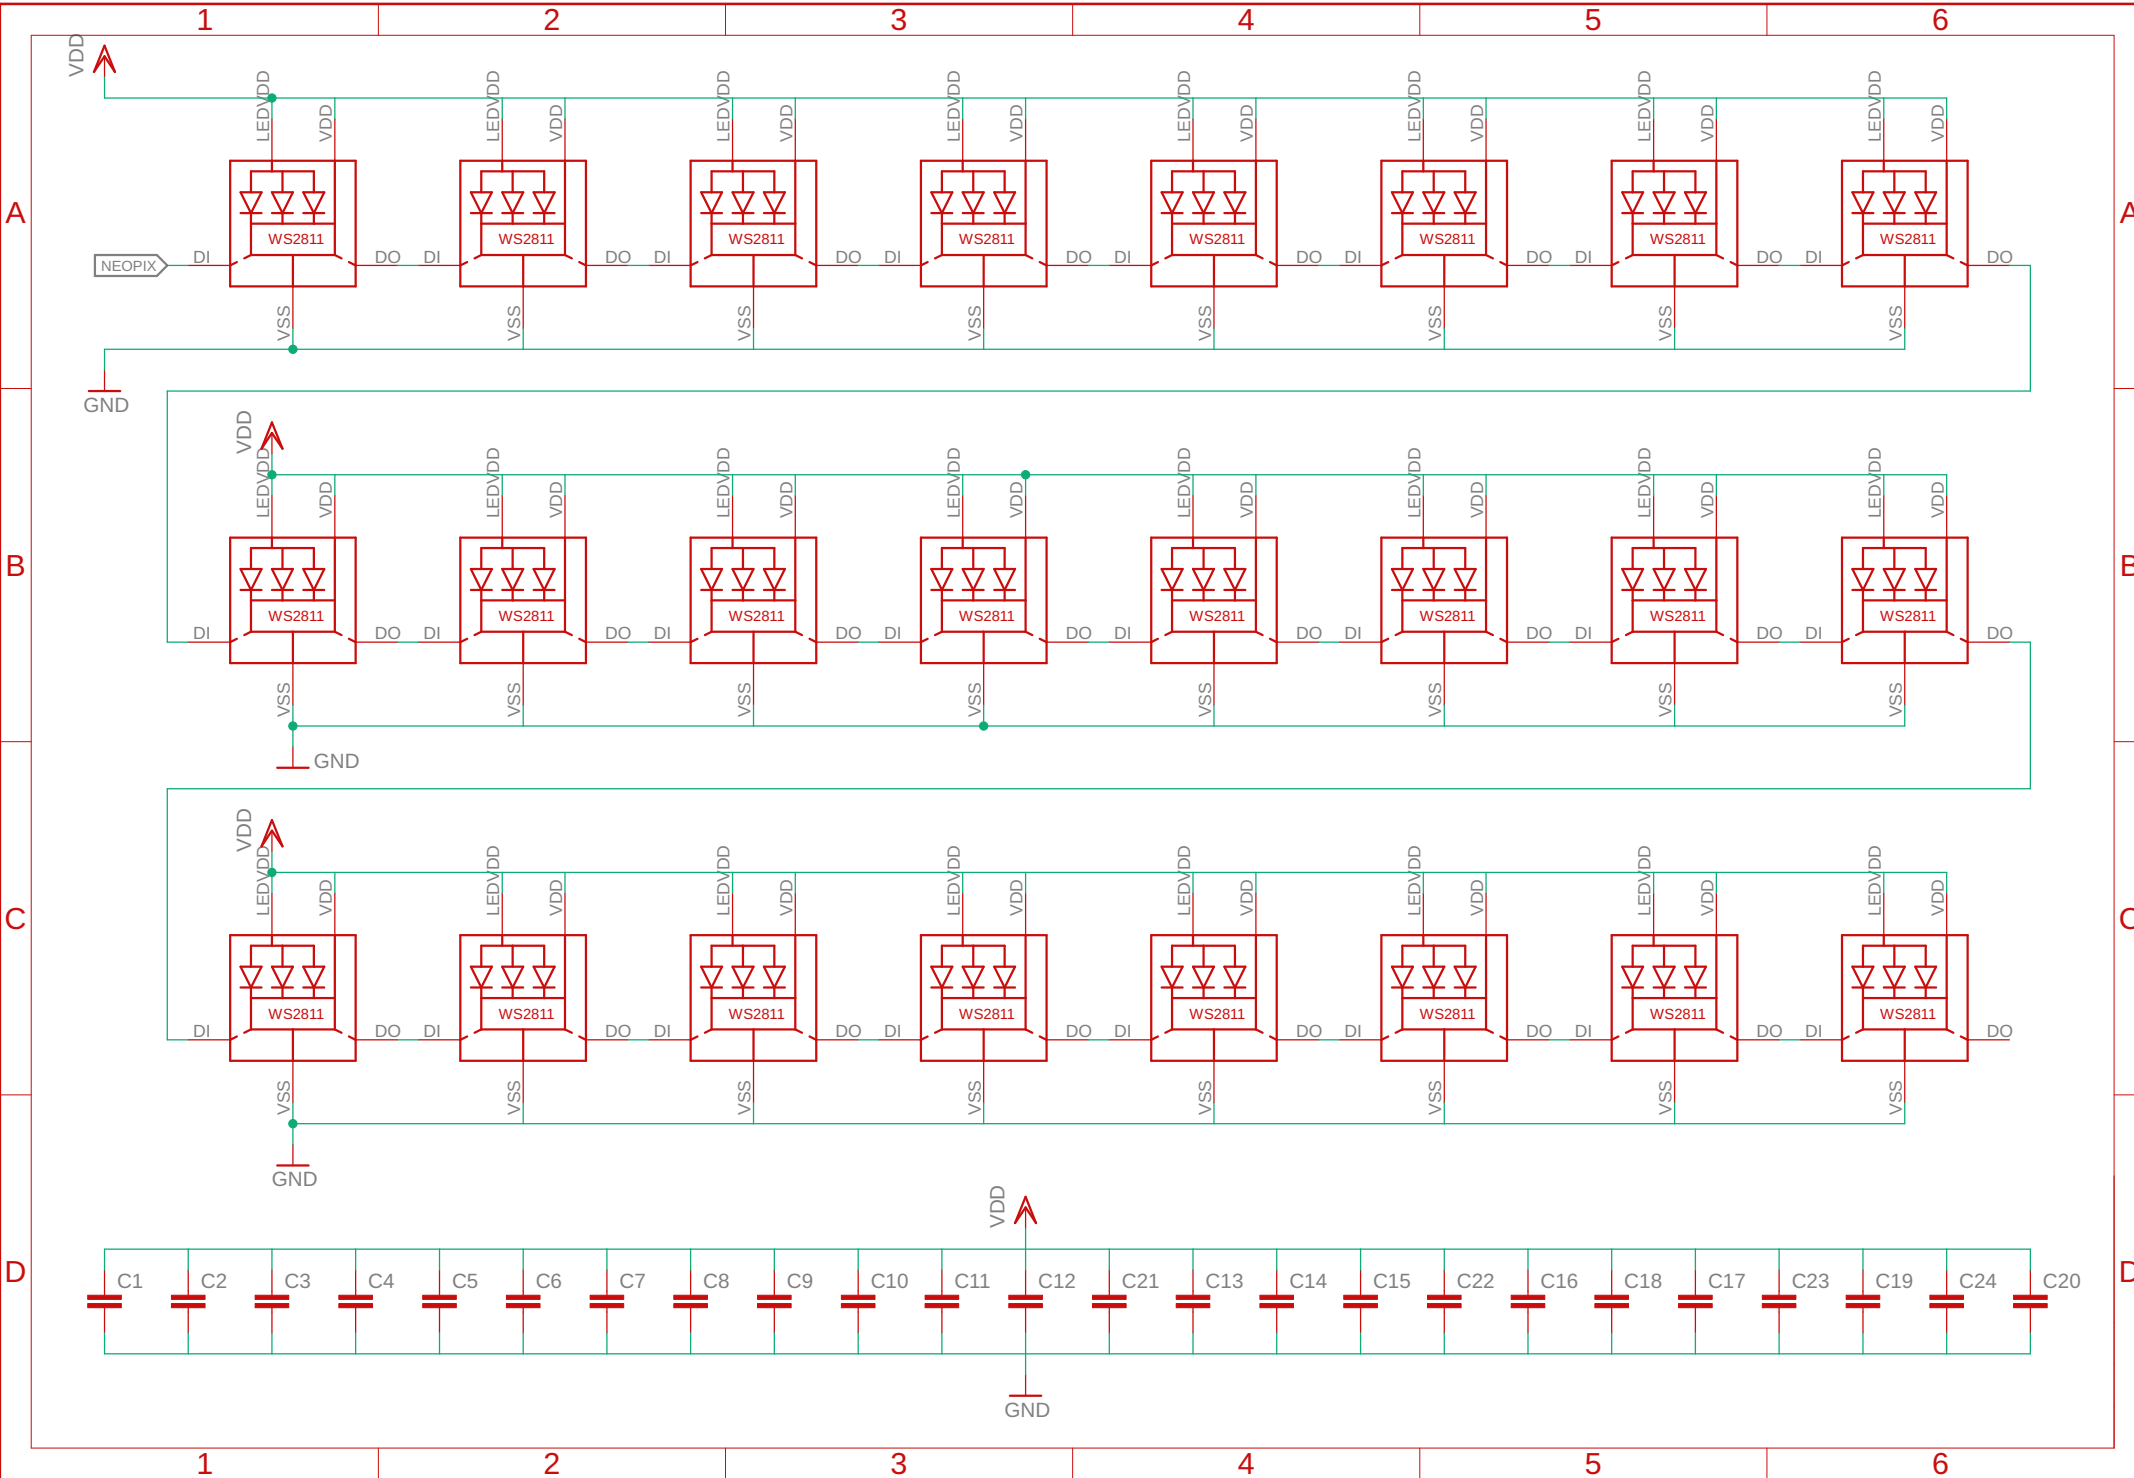 1 2 3 4 5 6
VDD
LEDVDD VDD LEDVDD VDD LEDVDD VDD LEDVDD VDD LEDVDD VDD LEDVDD VDD LEDVDD VDD LEDVDD VDD
A A
WS2811 WS2811 WS2811 WS2811 WS2811 WS2811 WS2811 WS2811
NEOPIX DI DO DI DO DI DO DI DO DI DO DI DO DI DO DI DO
VSS VSS VSS VSS VSS VSS VSS VSS
GND
VDD
LEDVDD VDD LEDVDD VDD LEDVDD VDD LEDVDD VDD LEDVDD VDD LEDVDD VDD LEDVDD VDD LEDVDD VDD
B B
WS2811 WS2811 WS2811 WS2811 WS2811 WS2811 WS2811 WS2811
DI DO DI DO DI DO DI DO DI DO DI DO DI DO DI DO
VSS VSS VSS VSS VSS VSS VSS VSS
GND
VDD
LEDVDD VDD LEDVDD VDD LEDVDD VDD LEDVDD VDD LEDVDD VDD LEDVDD VDD LEDVDD VDD LEDVDD VDD
C C
WS2811 WS2811 WS2811 WS2811 WS2811 WS2811 WS2811 WS2811
DI DO DI DO DI DO DI DO DI DO DI DO DI DO DI DO
VSS VSS VSS VSS VSS VSS VSS VSS
GND
VDD
D D
C1 C2 C3 C4 C5 C6 C7 C8 C9 C10 C11 C12 C21 C13 C14 C15 C22 C16 C18 C17 C23 C19 C24 C20
GND
1 2 3 4 5 6